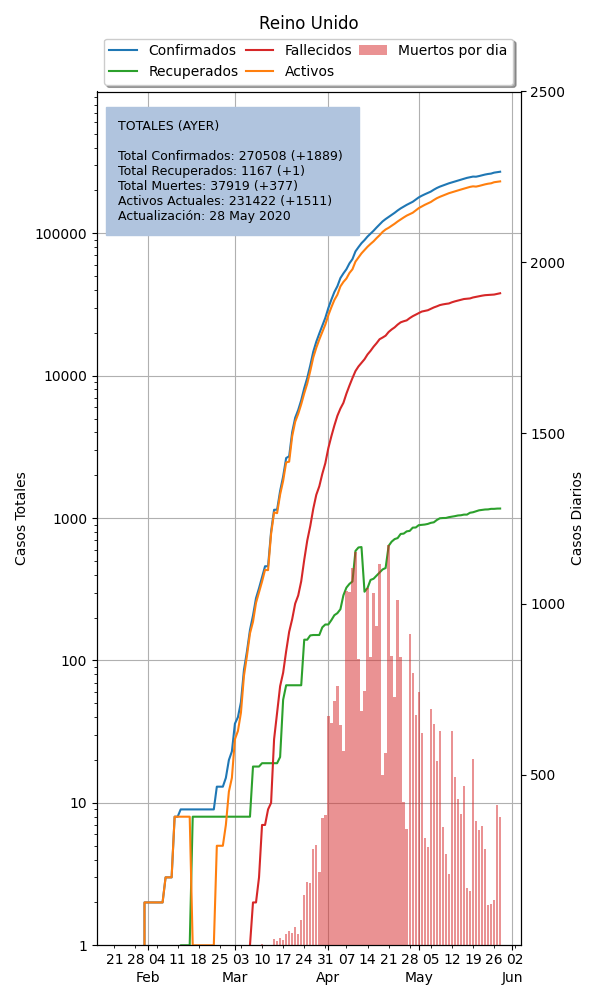 Reino Unido
Confirmados
Recuperados
Fallecidos
Activos
Muertos por dia
TOTALES (AYER)
Total Confirmados: 270508 (+1889)
Total Recuperados: 1167 (+1)
Total Muertes: 37919 (+377)
Activos Actuales: 231422 (+1511)
Actualización: 28 May 2020
Casos Totales
100000
10000
1000
100
10
1
2500
2000
1500
1000
500
Casos Diarios
21 28 04 11 18 25 03 10 17 24 31 07 14 21 28 05 12 19 26 02
Feb Mar Apr May Jun